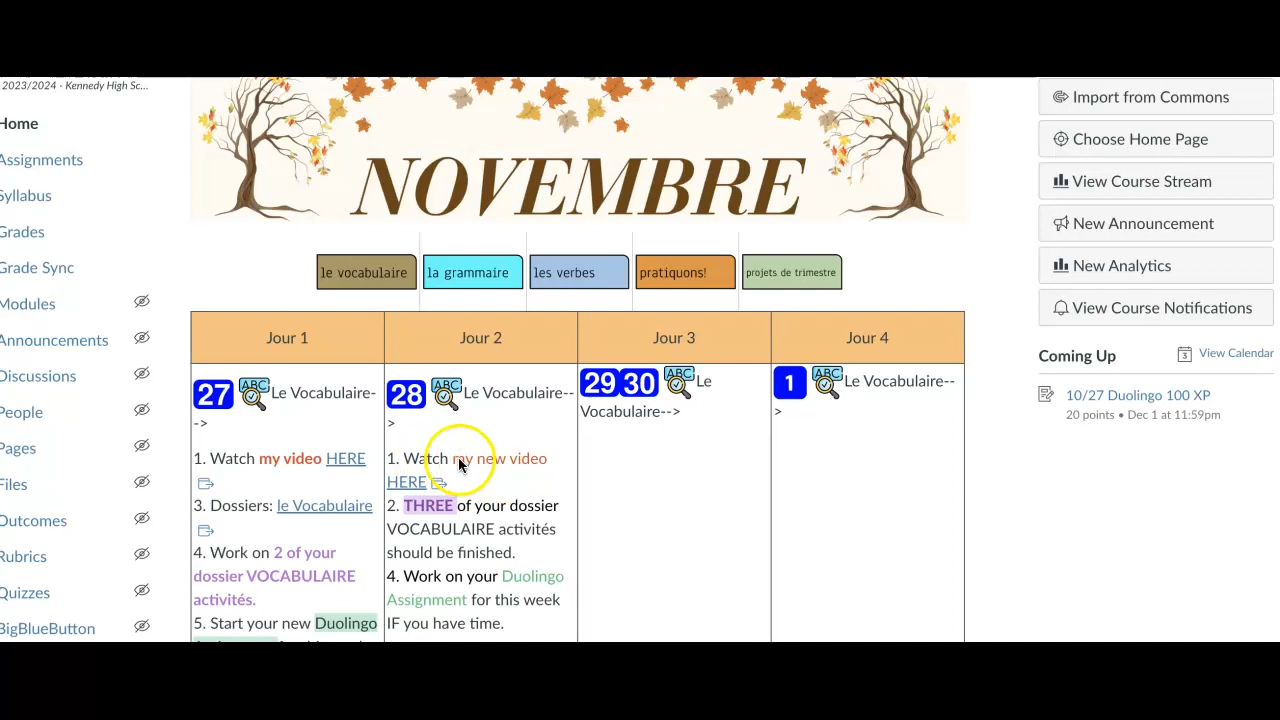 2023/2024 - Kennedy High Sc...
Home
Assignments
Syllabus
Grades
Grade Sync
Modules
Announcements
Discussions
People
Pages
Files
Outcomes
Rubrics
Quizzes
BigBlueButton
NOVEMBRE
le vocabulaire
la grammaire
les verbes
pratiquons!
projets de trimestre
Jour 1
Jour 2
Jour 3
Jour 4
27 ABC Le Vocabulaire-
->
1. Watch my video HERE
3. Dossiers: le Vocabulaire
4. Work on 2 of your
dossier VOCABULAIRE
activités.
5. Start your new Duolingo
28 ABC Le Vocabulaire--
>
1. Watch my new video
HERE
2. THREE of your dossier
VOCABULAIRE activités
should be finished.
4. Work on your Duolingo
Assignment for this week
IF you have time.
29 30 ABC Le
Vocabulaire-->
1 ABC Le Vocabulaire--
>
Import from Commons
Choose Home Page
View Course Stream
New Announcement
New Analytics
View Course Notifications
Coming Up
3 View Calendar
10/27 Duolingo 100 XP
20 points • Dec 1 at 11:59pm